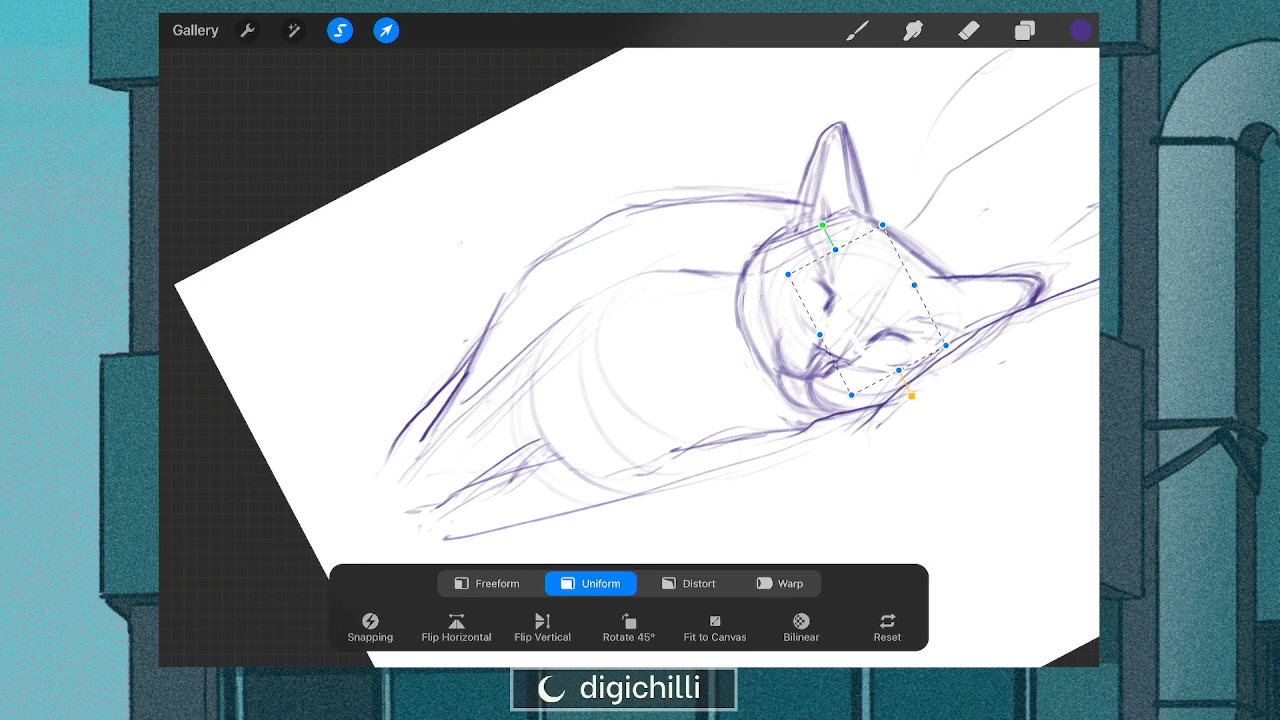 Gallery
Freeform Uniform Distort Warp
Snapping Flip Horizontal Flip Vertical Rotate 45° Fit to Canvas Bilinear Reset
digichilli